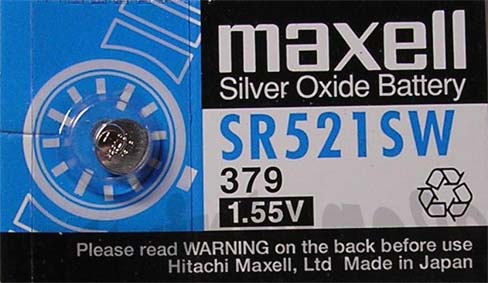 maxell
Silver Oxide Battery
SR521SW
379
1.55V
Please read WARNING on the back before use
Hitachi Maxell, Ltd Made in Japan